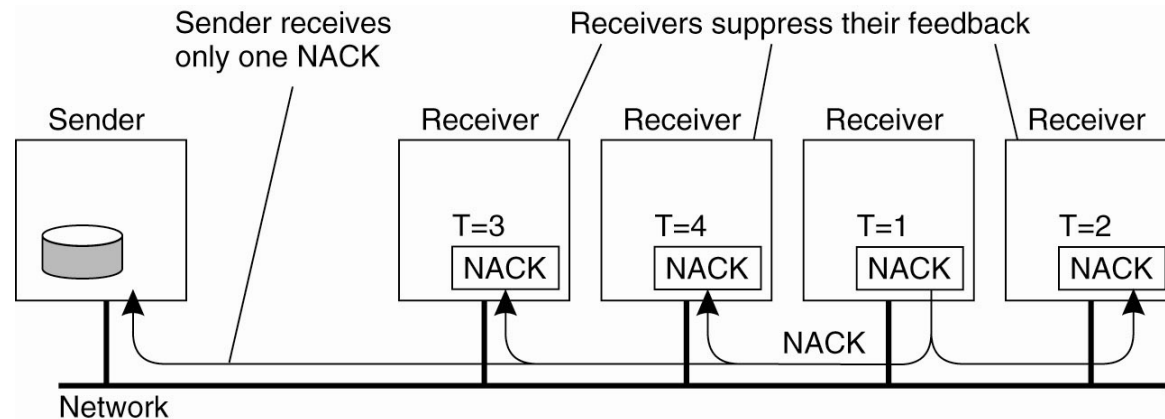 Sender receives
only one NACK
Receivers suppress their feedback
Sender
Receiver
Receiver
Receiver
Receiver
T=3
T=4
T=1
T=2
NACK
NACK
NACK
NACK
NACK
Network